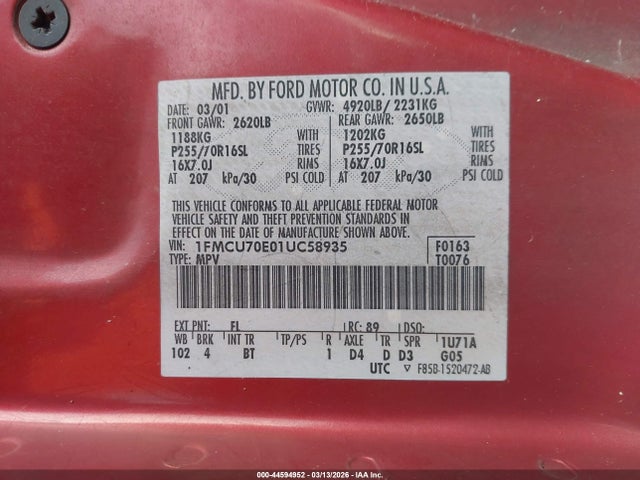 MFD. BY FORD MOTOR CO. IN U.S.A.
DATE 03/01 GVWR: 4920LB/ 2231KG
FRONT GAWR: 2620LB REAR GAWR: 2650LB
1188KG WITH 1202KG WITH
P255/70R16SL TIRES P255/70R16SL TIRES
16X7.0J RIMS 16X7.0J RIMS
AT 207 kPa/30 PSI COLD AT 207 kPa/30 PSI COLD
THIS VEHICLE CONFORMS TO ALL APPLICABLE FEDERAL MOTOR
VEHICLE SAFETY AND THEFT PREVENTION STANDARDS IN
EFFECT ON THE DATE OF MANUFACTURE SHOWN ABOVE.
VIN: 1FMCU70E01UC58935 F0163
TYPE: MPV T0076
EXT PNT: FL RC: 89 DSO:
WB BRK INT TR TP/PS R AXLE TR SPR 1U71A
102 4 BT 1 D4 D D3 G05
UTC ▽ F85B-1520472-AB
000-44594952 - 03/13/2026 - IAA Inc.